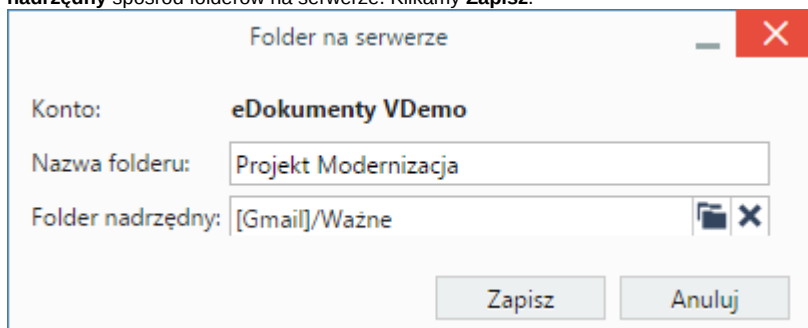 nadrzędny spośród folderów na serwerze. Klikamy Zapisz.
Folder na serwerze
Konto: eDokumenty VDemo
Nazwa folderu: Projekt Modernizacja
Folder nadrzędny: [Gmail]/Ważne
Zapisz Anuluj